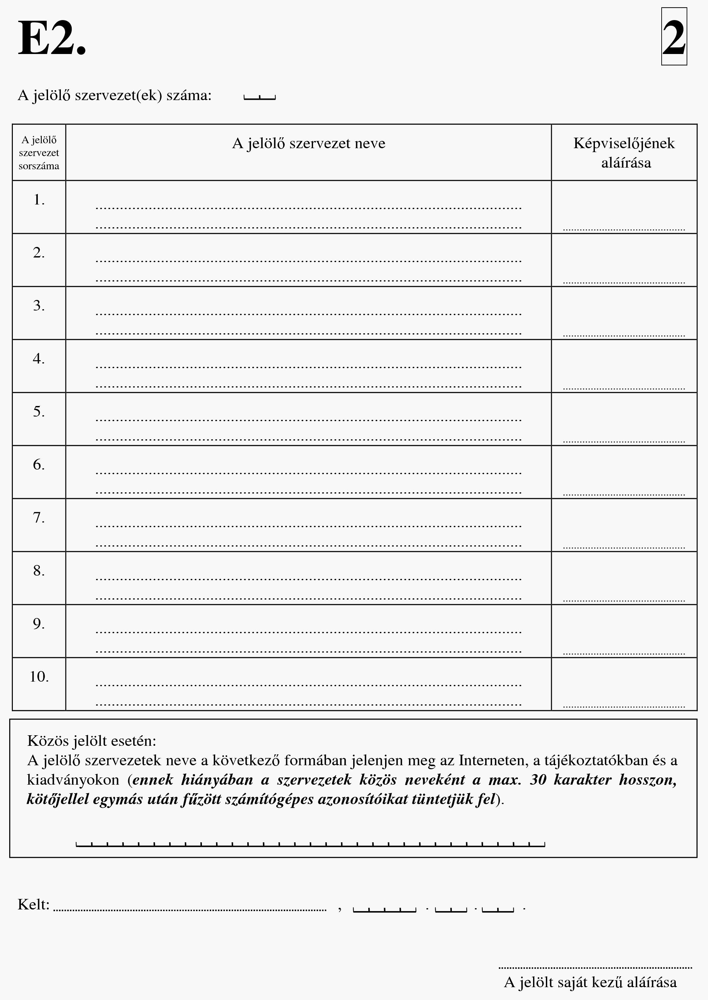 E2.
2
A jelölő szervezet(ek) száma:
A jelölő
szervezet
sorszáma
A jelölő szervezet neve
Képviselőjének
aláírása
1.
2.
3.
4.
5.
6.
7.
8.
9.
10.
Közös jelölt esetén:
A jelölő szervezetek neve a következő formában jelenjen meg az Interneten, a tájékoztatókban és a
kiadványokon (ennek hiányában a szervezetek közös neveként a max. 30 karakter hosszon,
kötőjellel egymás után fűzött számítógépes azonosítóikat tüntetjük fel).
Kelt: , . . .
A jelölt saját kezű aláírása